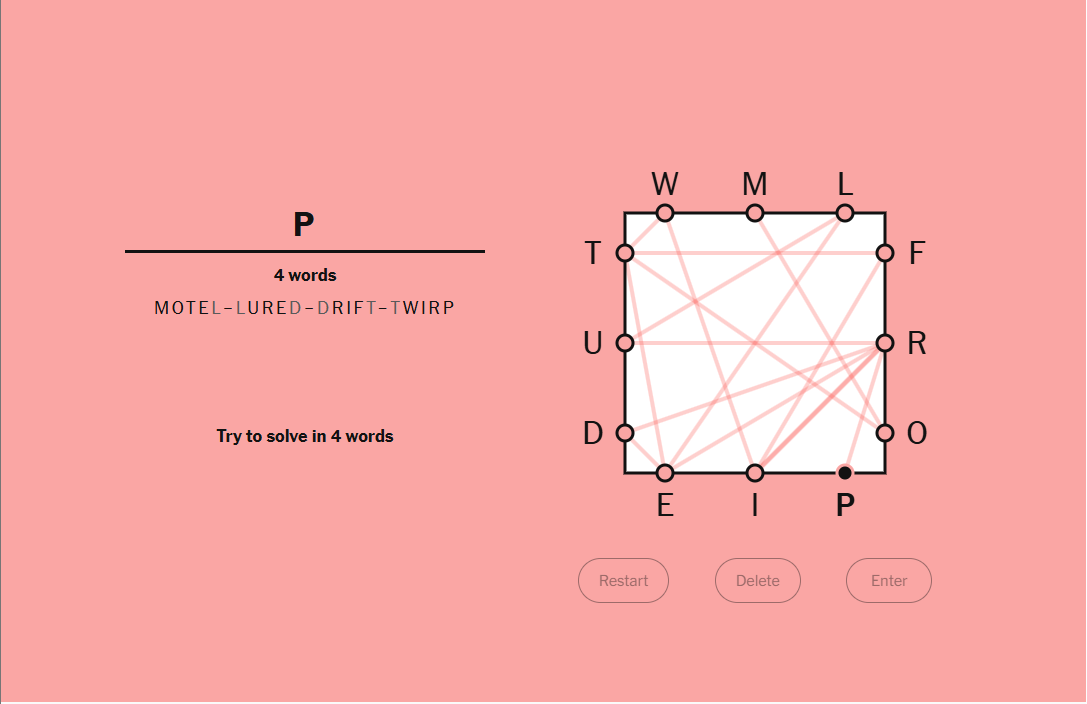 P
4 words
MOTEL–LURED–DRIFT–TWIRP
Try to solve in 4 words
W M L
T F
U R
D O
E I P
Restart Delete Enter